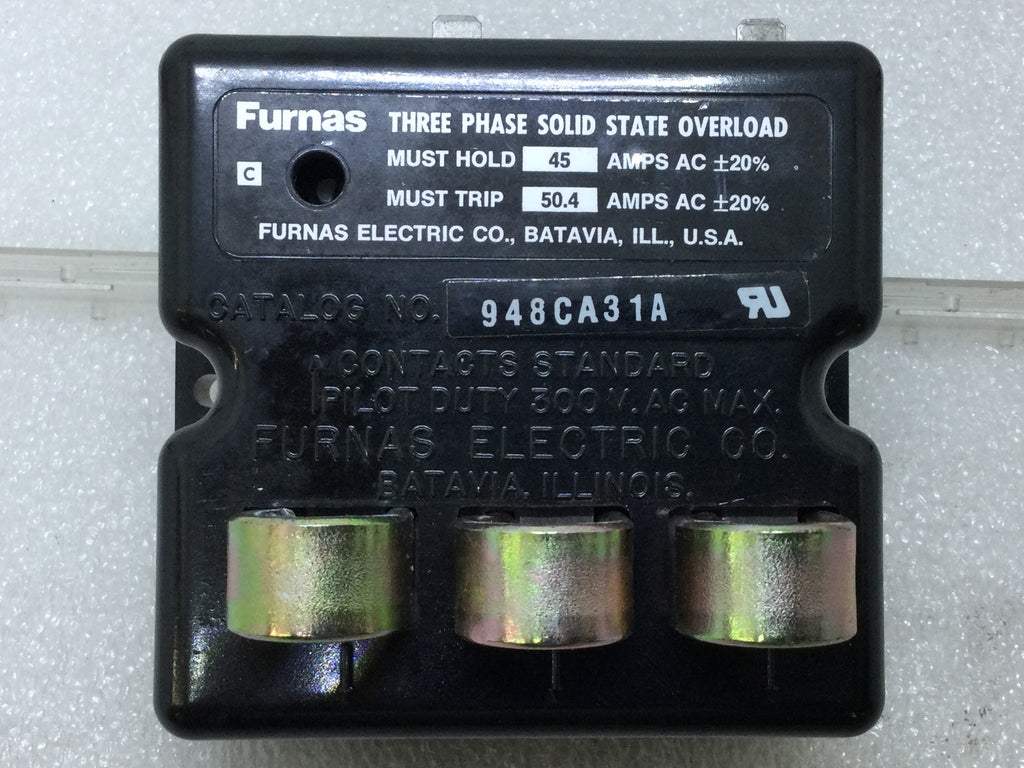 Furnas THREE PHASE SOLID STATE OVERLOAD
C MUST HOLD 45 AMPS AC ±20%
MUST TRIP 50.4 AMPS AC ±20%
FURNAS ELECTRIC CO., BATAVIA, ILL., U.S.A.
CATALOG NO. 948CA31A RU
CONTACTS STANDARD
PILOT DUTY 300 V. AC MAX.
FURNAS ELECTRIC CO.
BATAVIA, ILLINOIS.